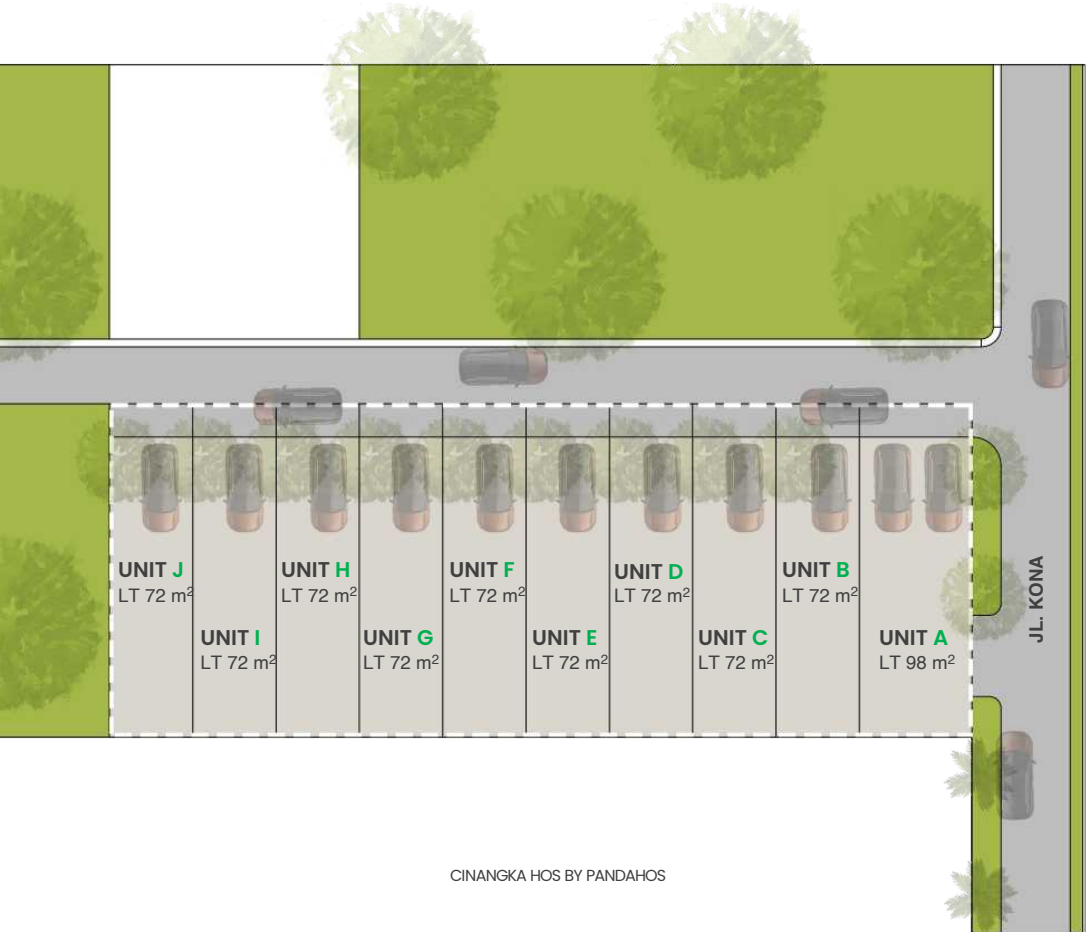 UNIT J
LT 72 m²
UNIT H
LT 72 m²
UNIT F
LT 72 m²
UNIT D
LT 72 m²
UNIT B
LT 72 m²
UNIT I
LT 72 m²
UNIT G
LT 72 m²
UNIT E
LT 72 m²
UNIT C
LT 72 m²
UNIT A
LT 98 m²
JL. KONA
CINANGKA HOS BY PANDAHOS